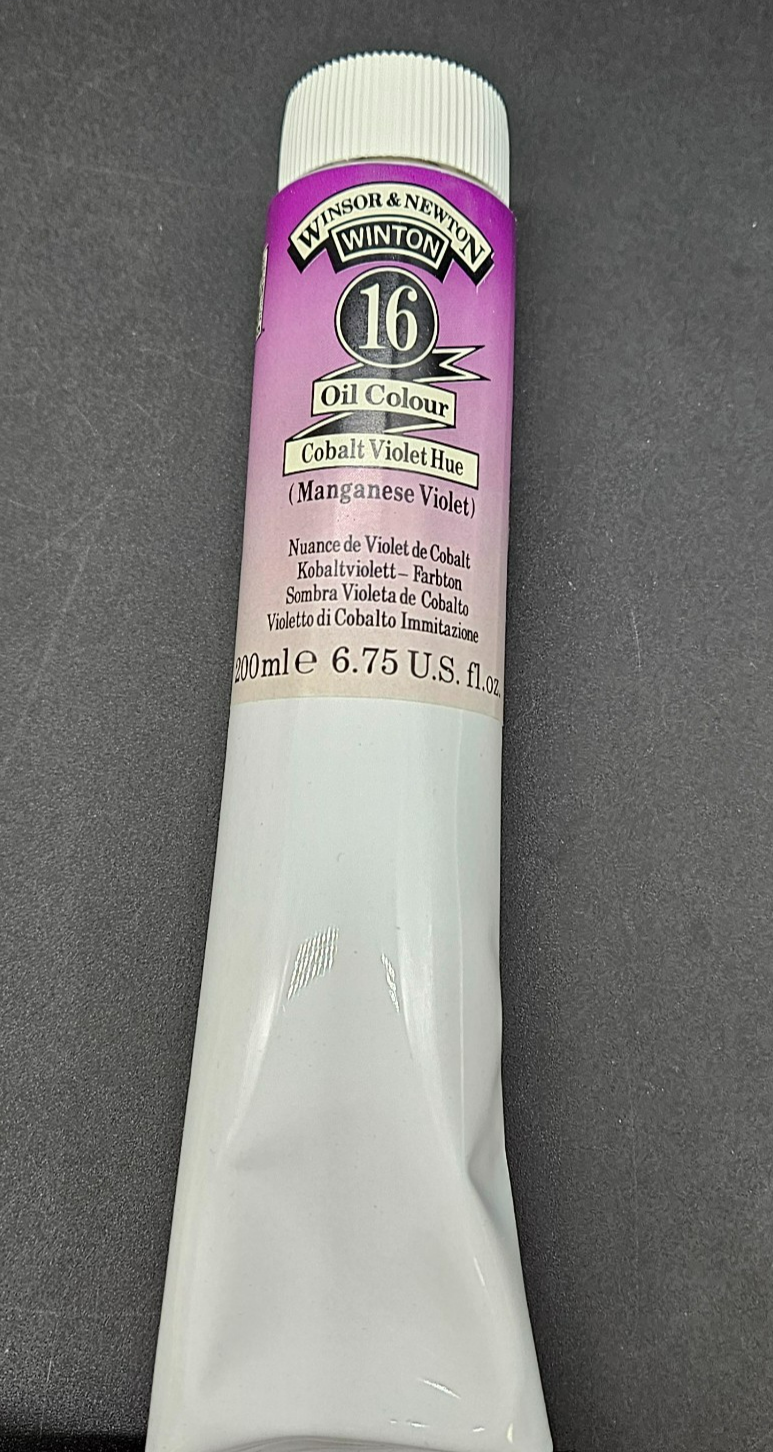 WINSOR & NEWTON
WINTON
16
Oil Colour
Cobalt Violet Hue
(Manganese Violet)
Nuance de Violet de Cobalt
Kobaltviolett – Farbton
Sombra Violeta de Cobalto
Violetto di Cobalto Immitazione
200ml e 6.75 U.S. fl.oz.